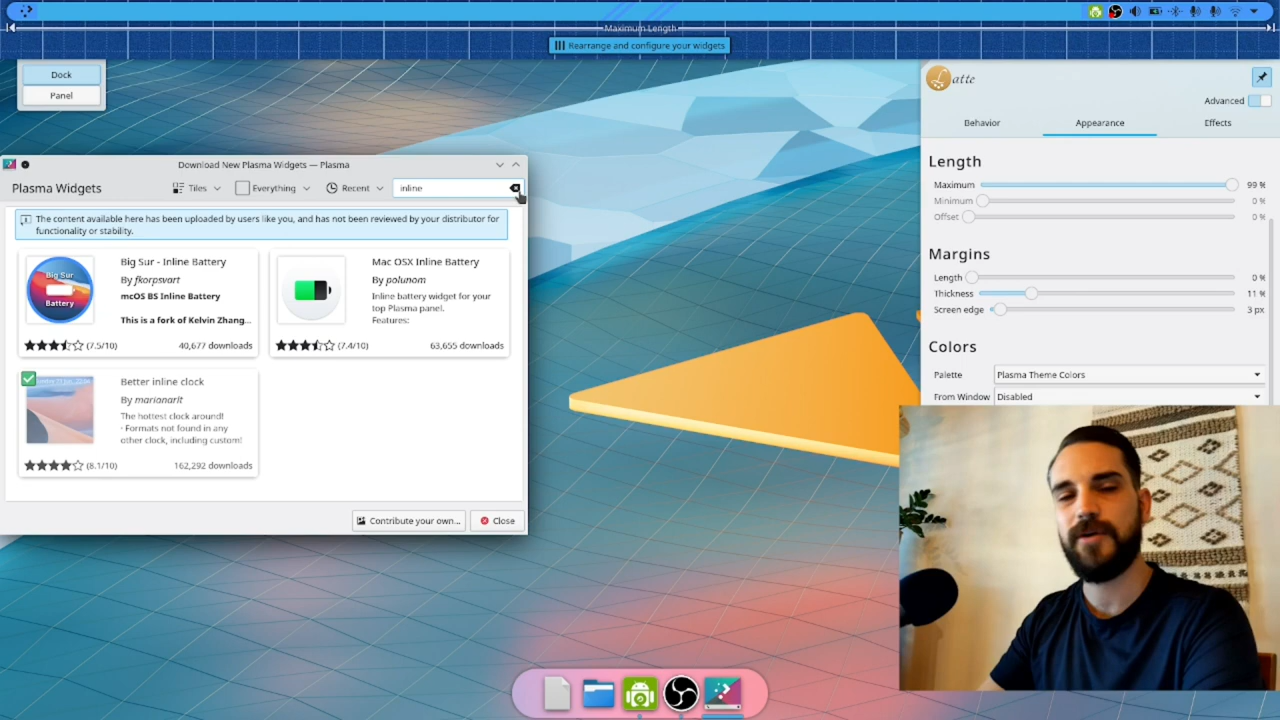 Maximum Length
Rearrange and configure your widgets
Dock
Panel
Latte
Advanced
Behavior
Appearance
Effects
Download New Plasma Widgets — Plasma
Plasma Widgets
Tiles
Everything
Recent
inline
The content available here has been uploaded by users like you, and has not been reviewed by your distributor for
functionality or stability.
Big Sur
Battery
Big Sur - Inline Battery
By fkorpsvart
mcOS BS Inline Battery
This is a fork of Kelvin Zhang...
(7.5/10)
40,677 downloads
Mac OSX Inline Battery
By polunom
Inline battery widget for your
top Plasma panel.
Features:
(7.4/10)
63,655 downloads
Better inline clock
By marianarlt
The hottest clock around!
- Formats not found in any
other clock, including custom!
(8.1/10)
162,292 downloads
Contribute your own...
Close
Length
Maximum
99 %
Minimum
0 %
Offset
0 %
Margins
Length
0 %
Thickness
11 %
Screen edge
3 px
Colors
Palette
Plasma Theme Colors
From Window
Disabled